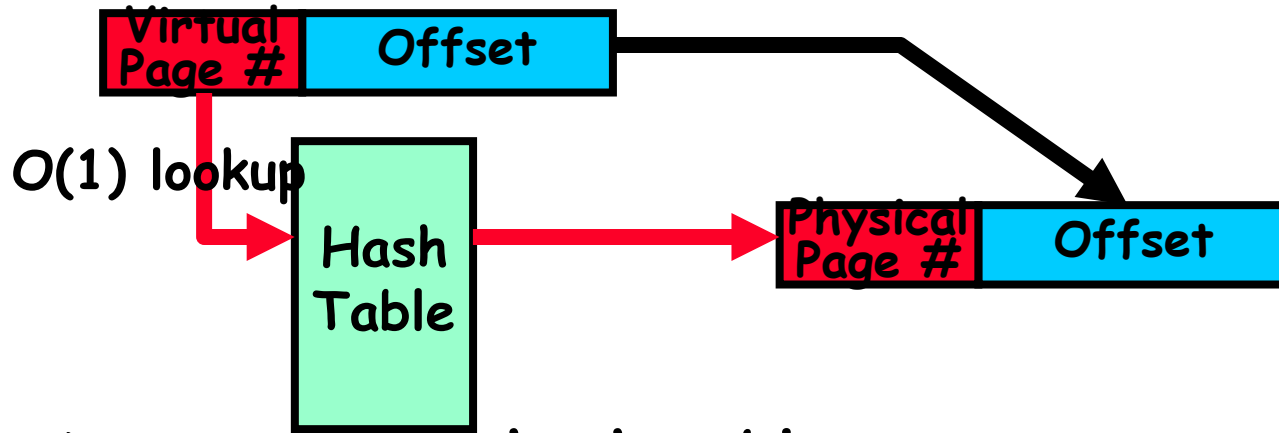 Virtual
Page #
Offset
O(1) lookup
Hash
Table
Physical
Page #
Offset